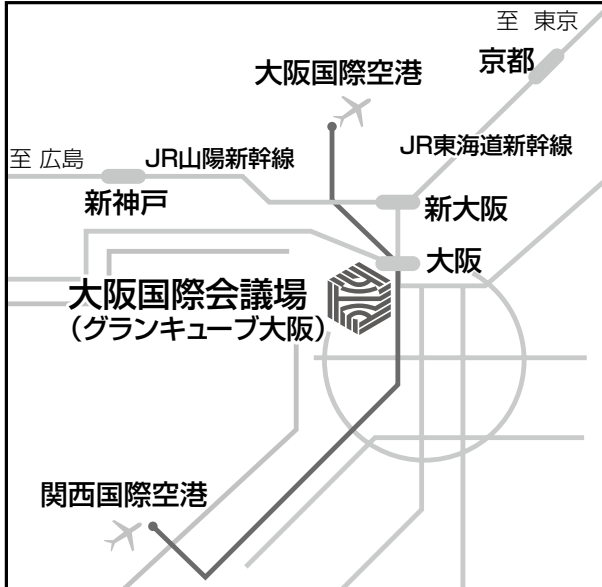 至 東京
京都
大阪国際空港
JR東海道新幹線
至 広島
JR山陽新幹線
新神戸
新大阪
大阪
大阪国際会議場
（グランキューブ大阪）
関西国際空港